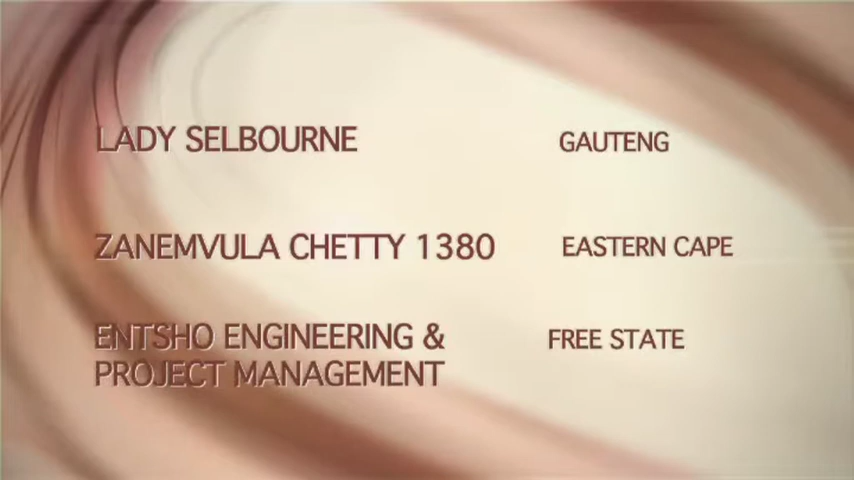 LADY SELBOURNE GAUTENG
ZANEMVULA CHETTY 1380 EASTERN CAPE
ENTSHO ENGINEERING & FREE STATE
PROJECT MANAGEMENT